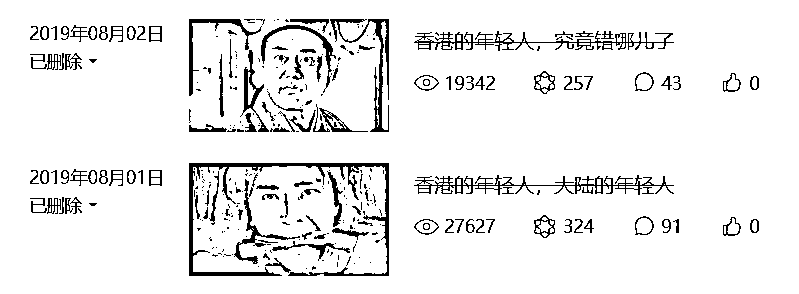 2019年08月02日
已删除
香港的年轻人，究竟错哪儿了
19342 257 43 0
2019年08月01日
已删除
香港的年轻人，大陆的年轻人
27627 324 91 0